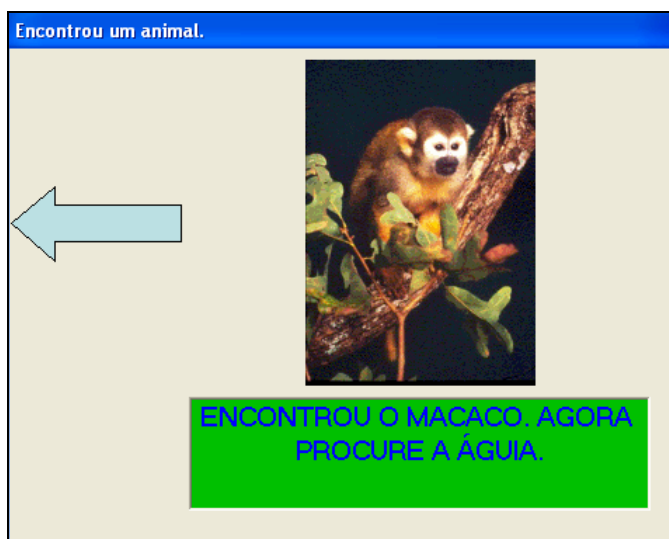 Encontrou um animal.
ENCONTROU O MACACO. AGORA
PROCURE A ÁGUIA.